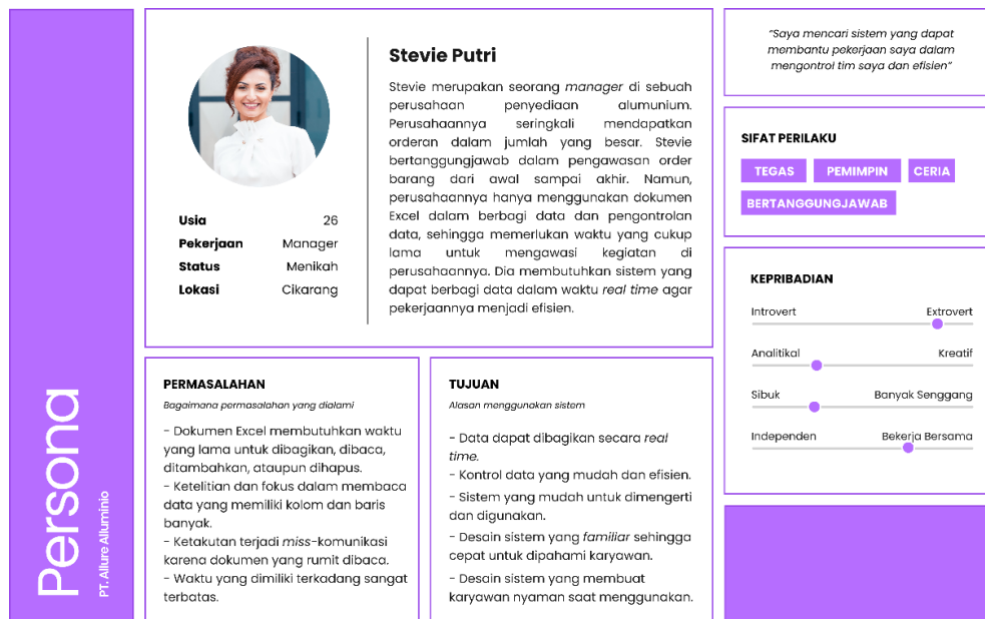 Persona
PT. Allure Alluminio
Stevie Putri
Stevie merupakan seorang manager di sebuah
perusahaan penyediaan alumunium.
Perusahaannya seringkali mendapatkan
orderan dalam jumlah yang besar. Stevie
bertanggungjawab dalam pengawasan order
barang dari awal sampai akhir. Namun,
perusahaannya hanya menggunakan dokumen
Excel dalam berbagi data dan pengontrolan
data, sehingga memerlukan waktu yang cukup
lama untuk mengawasi kegiatan di
perusahaannya. Dia membutuhkan sistem yang
dapat berbagi data dalam waktu real time agar
pekerjaannya menjadi efisien.
Usia 26
Pekerjaan Manager
Status Menikah
Lokasi Cikarang
"Saya mencari sistem yang dapat
membantu pekerjaan saya dalam
mengontrol tim saya dan efisien"
SIFAT PERILAKU
TEGAS PEMIMPIN CERIA
BERTANGGUNGJAWAB
KEPRIBADIAN
Introvert Extrovert
Analitikal Kreatif
Sibuk Banyak Senggang
Independen Bekerja Bersama
PERMASALAHAN
Bagaimana permasalahan yang dialami
- Dokumen Excel membutuhkan waktu
yang lama untuk dibagikan, dibaca,
ditambahkan, ataupun dihapus.
- Ketelitian dan fokus dalam membaca
data yang memiliki kolom dan baris
banyak.
- Ketakutan terjadi miss-komunikasi
karena dokumen yang rumit dibaca.
- Waktu yang dimiliki terkadang sangat
terbatas.
TUJUAN
Alasan menggunakan sistem
- Data dapat dibagikan secara real
time.
- Kontrol data yang mudah dan efisien.
- Sistem yang mudah untuk dimengerti
dan digunakan.
- Desain sistem yang familiar sehingga
cepat untuk dipahami karyawan.
- Desain sistem yang membuat
karyawan nyaman saat menggunakan.